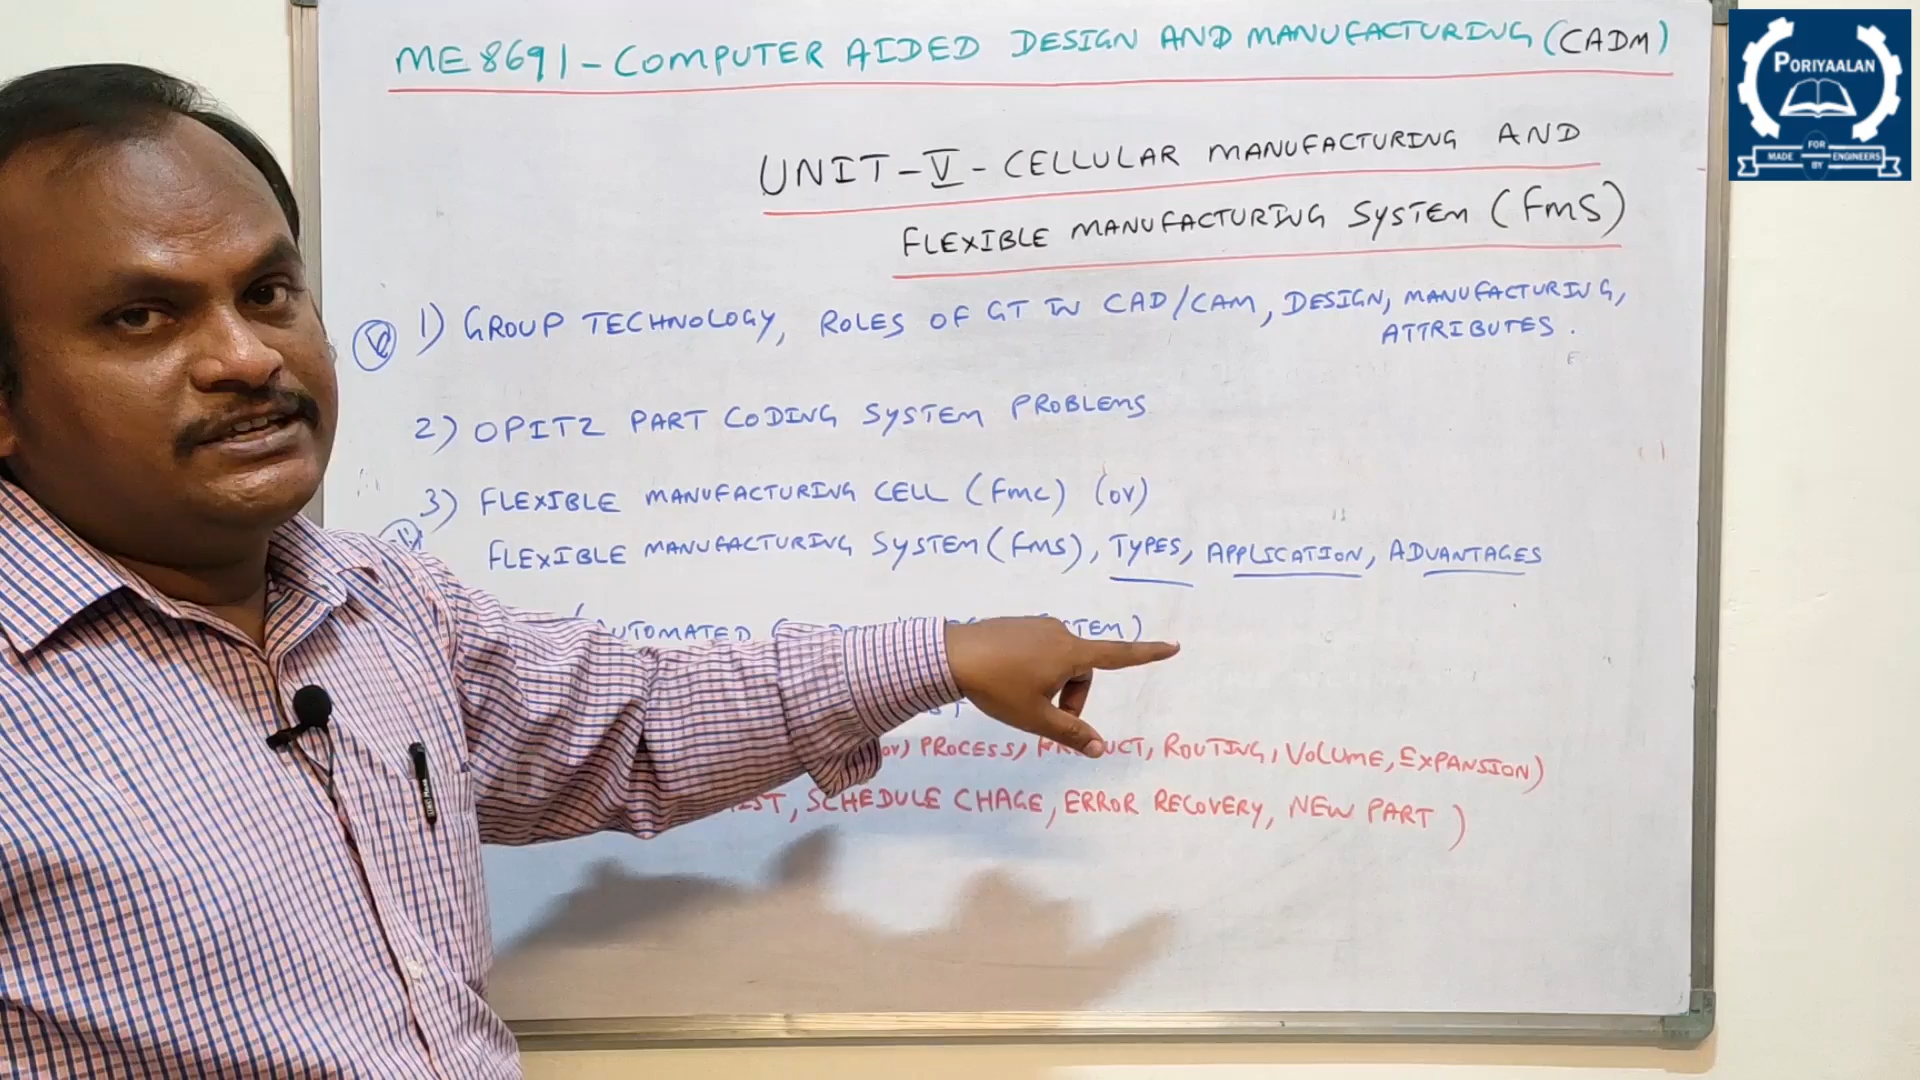 ME8691-COMPUTER AIDED DESIGN AND MANUFACTURING (CADM)
PORIYAALAN
FOR
MADE ENGINEERS
BY
UNIT-V-CELLULAR MANUFACTURING AND
FLEXIBLE MANUFACTURING SYSTEM (FMS)
1) GROUP TECHNOLOGY, ROLES OF GT IN CAD/CAM, DESIGN, MANUFACTURING,
ATTRIBUTES.
2) OPITZ PART CODING SYSTEM PROBLEMS
3) FLEXIBLE MANUFACTURING CELL (FMC) (or)
FLEXIBLE MANUFACTURING SYSTEM (FMS), TYPES, APPLICATION, ADVANTAGES
AUTOMATED
(or) PROCESS, ROUTING, VOLUME, EXPANSION)
, SCHEDULE CHAGE, ERROR RECOVERY, NEW PART )